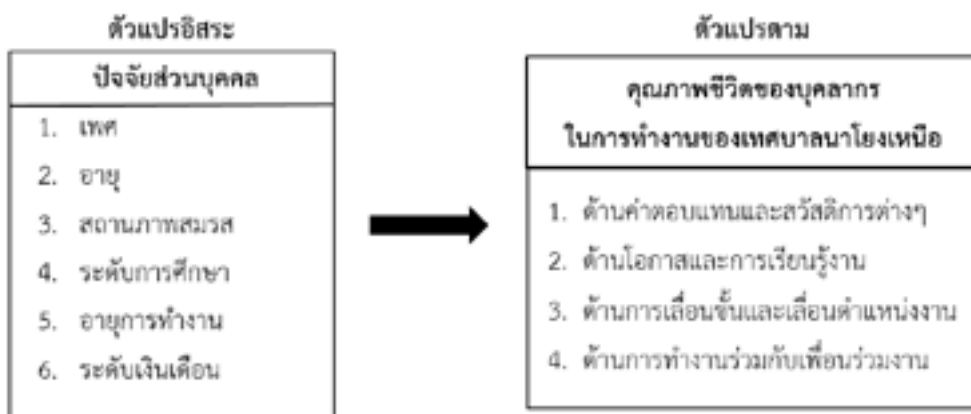 ตัวแปรอิสระ
ปัจจัยส่วนบุคคล
1. เพศ
2. อายุ
3. สถานภาพสมรส
4. ระดับการศึกษา
5. อายุการทำงาน
6. ระดับเงินเดือน
ตัวแปรตาม
คุณภาพชีวิตของบุคลากร
ในการทำงานของเทศบาลนาโยงเหนือ
1. ด้านค่าตอบแทนและสวัสดิการต่างๆ
2. ด้านโอกาสและการเรียนรู้งาน
3. ด้านการเลื่อนขั้นและเลื่อนตำแหน่งงาน
4. ด้านการทำงานร่วมกับเพื่อนร่วมงาน